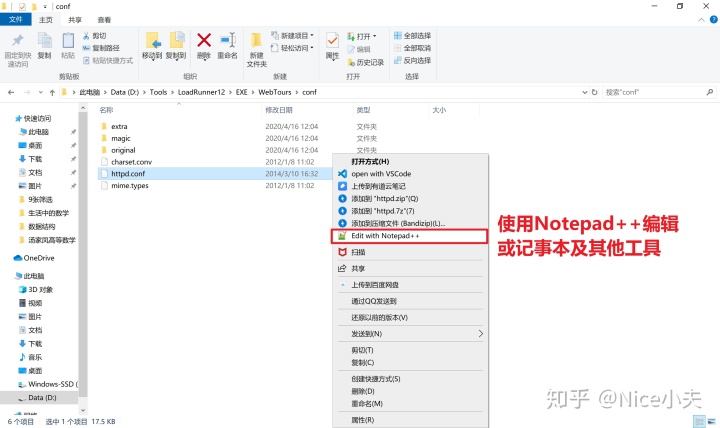 conf
文件 主页 共享 查看
固定到快速访问 复制 粘贴 剪切 复制路径 粘贴快捷方式 移动到 复制到 删除 重命名 新建文件夹 新建项目 轻松访问 属性 打开 编辑 历史记录 全部选择 全部取消 反向选择
剪贴板 组织 新建 打开 选择
此电脑 > Data (D:) > Tools > LoadRunner12 > EXE > WebTours > conf 搜索"conf"
名称 修改日期 类型 大小
快速访问
此电脑
桌面
下载
文档
图片
9张筛选
生活中的数学
数据结构
汤家凤高等数学
OneDrive
此电脑
3D 对象
视频
图片
文档
下载
音乐
桌面
Windows-SSD (
Data (D:)
extra 2020/4/16 12:04 文件夹
magic 2020/4/16 12:04 文件夹
original 2020/4/16 12:04 文件夹
charset.conv 2012/1/8 11:02
httpd.conf 2014/3/10 16:32
mime.types 2012/1/8 11:02
打开方式(H)
open with VSCode
上传到有道云笔记
添加到 "httpd.zip"(Q)
添加到 "httpd.7z"(7)
添加到压缩文件 (Bandizip)(L)...
Edit with Notepad++
扫描
共享
上传到百度网盘
通过QQ发送到
还原以前的版本(V)
发送到(N)
剪切(T)
复制(C)
创建快捷方式(S)
删除(D)
重命名(M)
属性(R)
使用Notepad++编辑
或记事本及其他工具
6 个项目 选中 1 个项目 17.5 KB
知乎 @Nice小夫